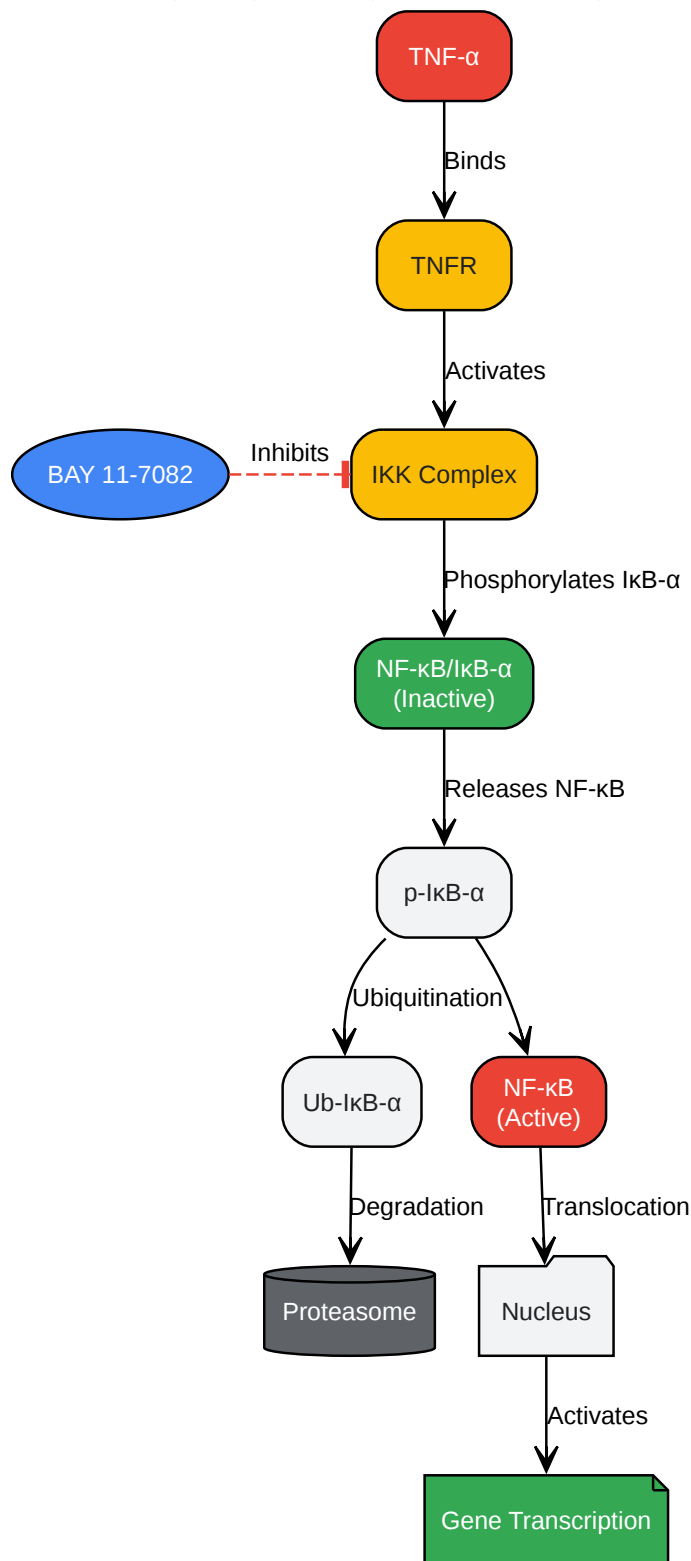 TNF-α
Binds
TNFR
Activates
BAY 11-7082
Inhibits
IKK Complex
Phosphorylates IκB-α
NF-κB/IκB-α
(Inactive)
Releases NF-κB
p-IκB-α
Ubiquitination
Ub-IκB-α
NF-κB
(Active)
Degradation
Translocation
Proteasome
Nucleus
Activates
Gene Transcription